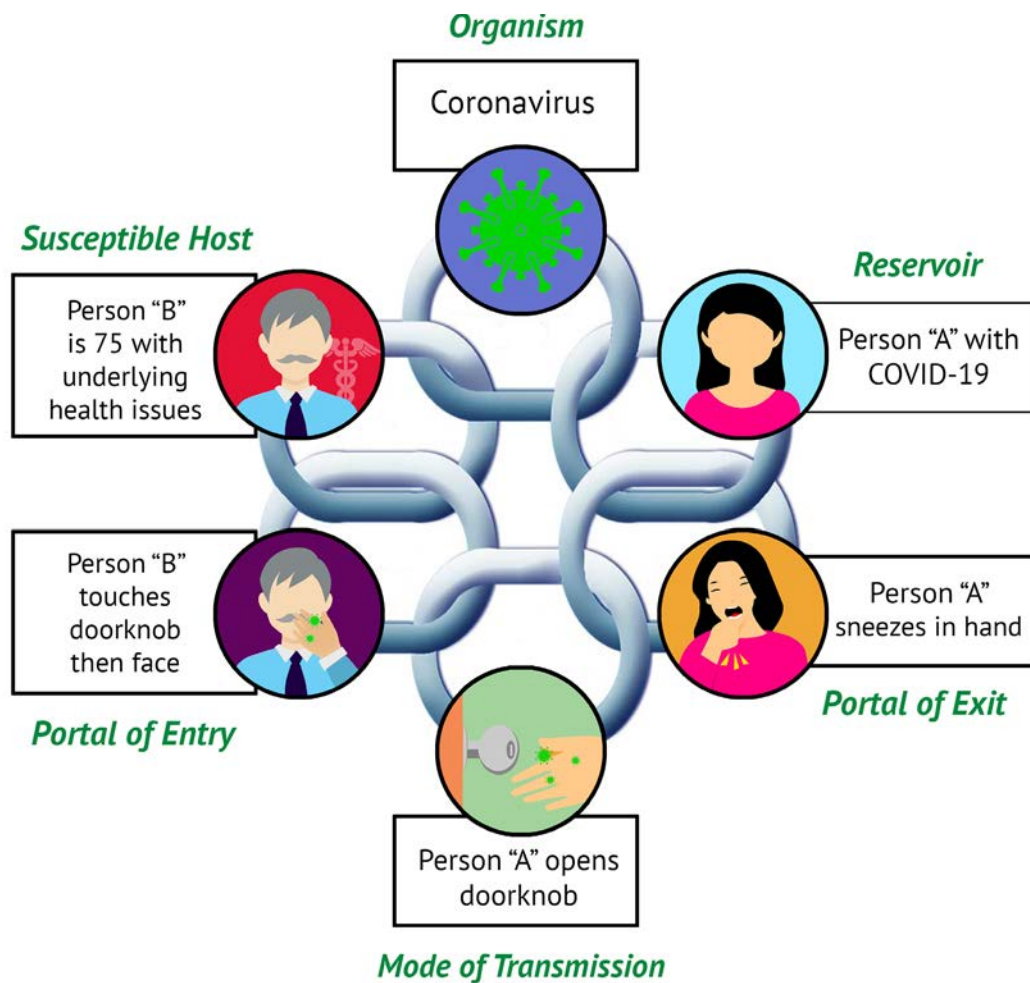 Organism
Coronavirus
Susceptible Host
Person “B”
is 75 with
underlying
health issues
Reservoir
Person “A” with
COVID-19
Person “B”
touches
doorknob
then face
Portal of Entry
Person “A”
sneezes in hand
Portal of Exit
Person “A” opens
doorknob
Mode of Transmission